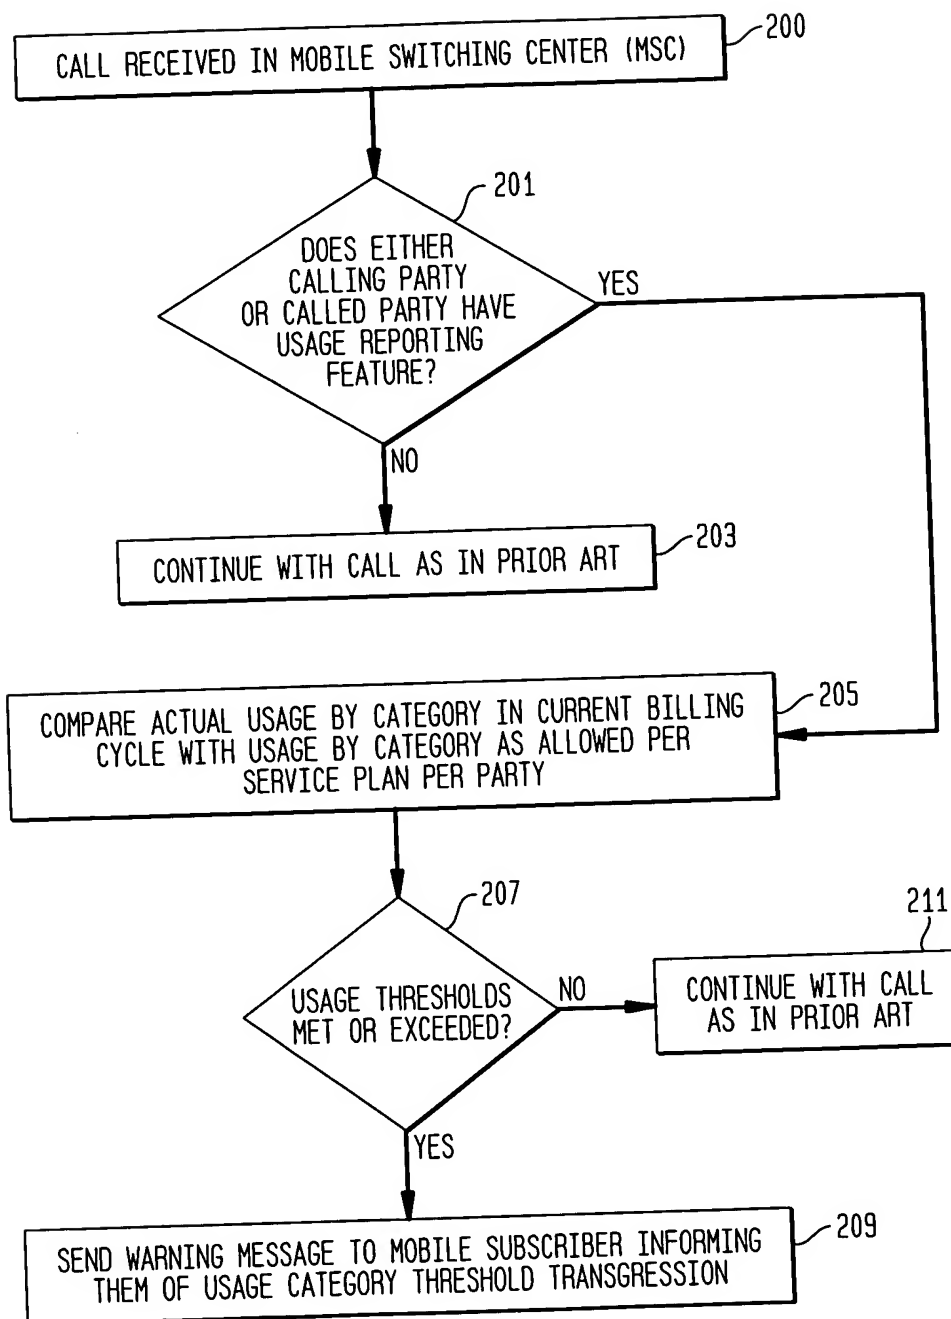 CALL RECEIVED IN MOBILE SWITCHING CENTER (MSC)
200
201
DOES EITHER
CALLING PARTY
OR CALLED PARTY HAVE
USAGE REPORTING
FEATURE?
YES
NO
203
CONTINUE WITH CALL AS IN PRIOR ART
205
COMPARE ACTUAL USAGE BY CATEGORY IN CURRENT BILLING
CYCLE WITH USAGE BY CATEGORY AS ALLOWED PER
SERVICE PLAN PER PARTY
207
USAGE THRESHOLDS
MET OR EXCEEDED?
NO
211
CONTINUE WITH CALL
AS IN PRIOR ART
YES
209
SEND WARNING MESSAGE TO MOBILE SUBSCRIBER INFORMING
THEM OF USAGE CATEGORY THRESHOLD TRANSGRESSION